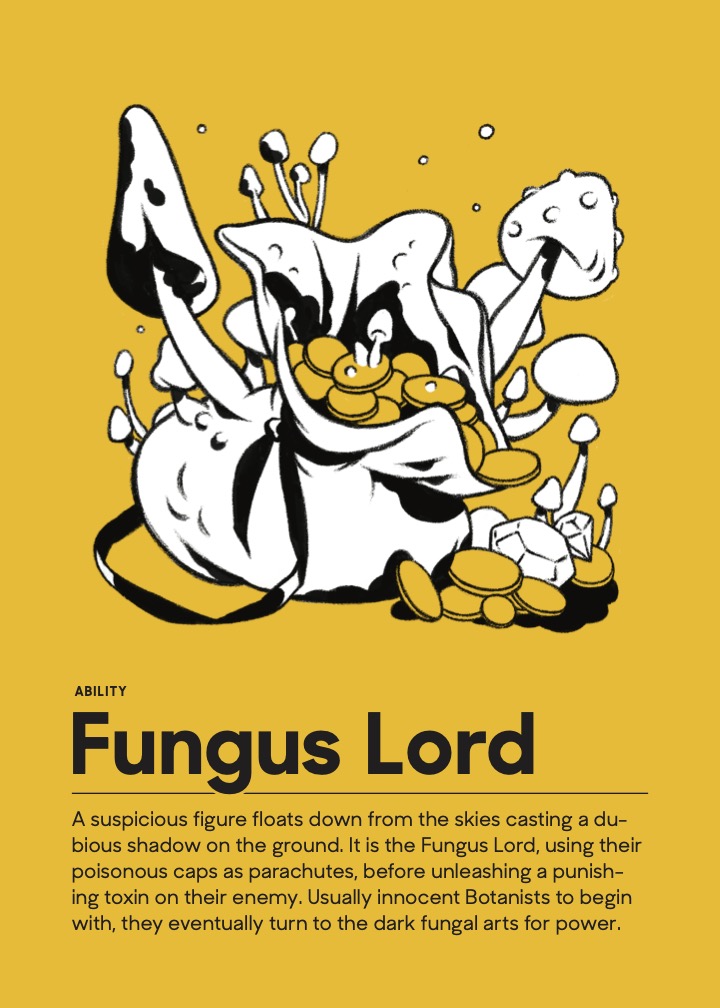 ABILITY
Fungus Lord
A suspicious figure floats down from the skies casting a du-
bious shadow on the ground. It is the Fungus Lord, using their
poisonous caps as parachutes, before unleashing a punish-
ing toxin on their enemy. Usually innocent Botanists to begin
with, they eventually turn to the dark fungal arts for power.